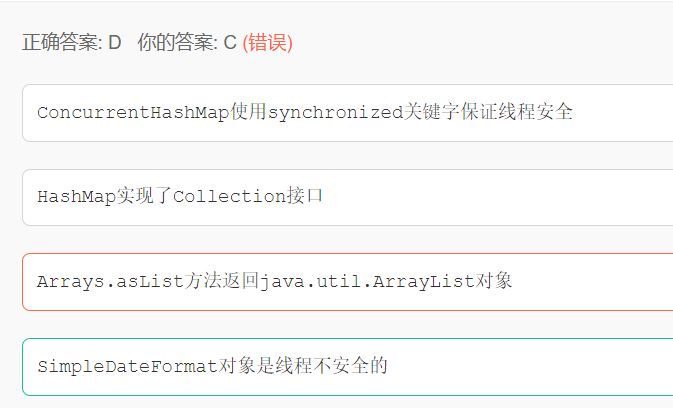 正确答案: D 你的答案: C (错误)
ConcurrentHashMap使用synchronized关键字保证线程安全
HashMap实现了Collection接口
Arrays.asList方法返回java.util.ArrayList对象
SimpleDateFormat对象是线程不安全的